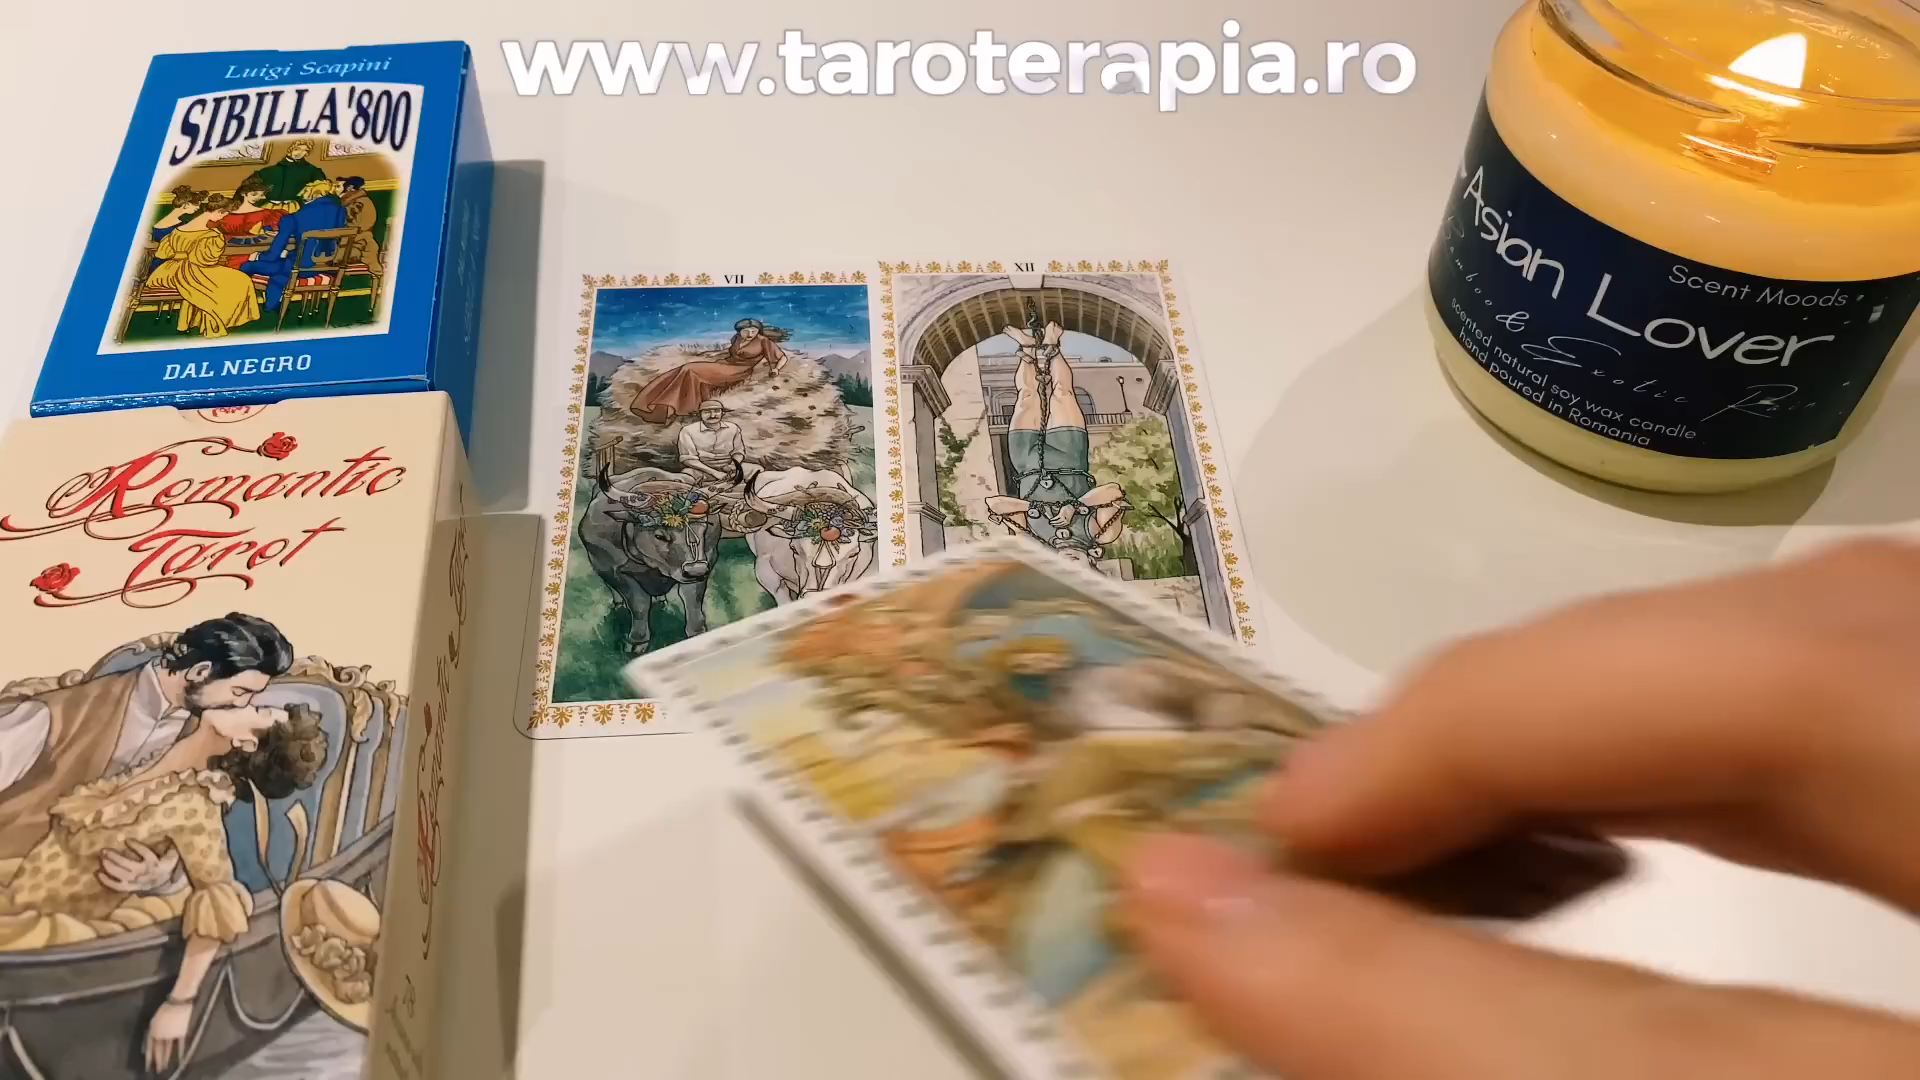 www.taroterapia.ro
Luigi Scapini
SIBILLA '800
DAL NEGRO
Romantic
Tarot
VII
XII
Scent Moods
Asian Lover
Bamboo & Exotic Rain
scented natural soy wax candle
hand poured in Romania